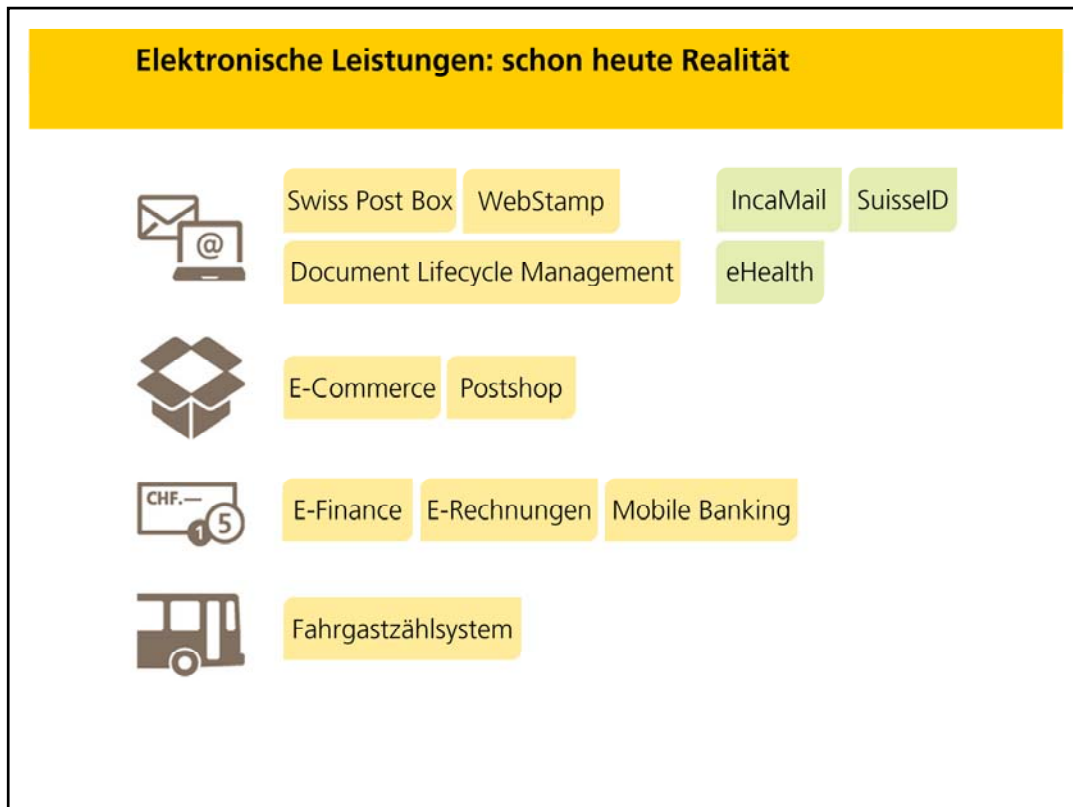 Elektronische Leistungen: schon heute Realität
Swiss Post Box WebStamp IncaMail SuisseID
@
Document Lifecycle Management eHealth
E-Commerce Postshop
CHF.—
1 5
E-Finance E-Rechnungen Mobile Banking
Fahrgastzählsystem